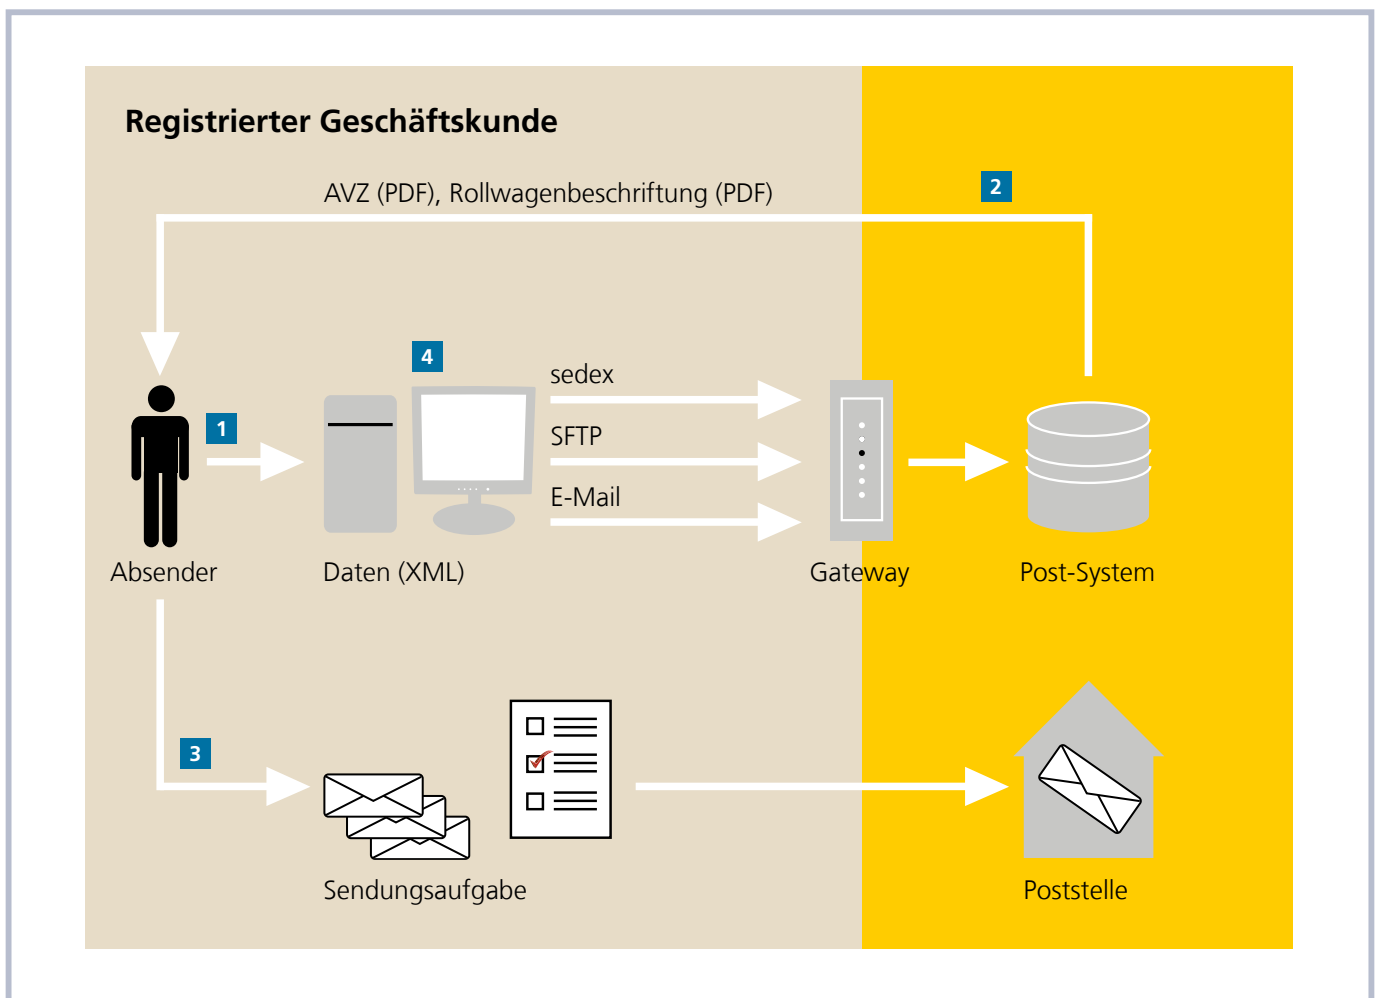 Registrierter Geschäftskunde
AVZ (PDF), Rollwagenbeschriftung (PDF)
2
4
sedex
1
SFTP
E-Mail
Absender
Daten (XML)
Gateway
Post-System
3
Sendungsaufgabe
Poststelle